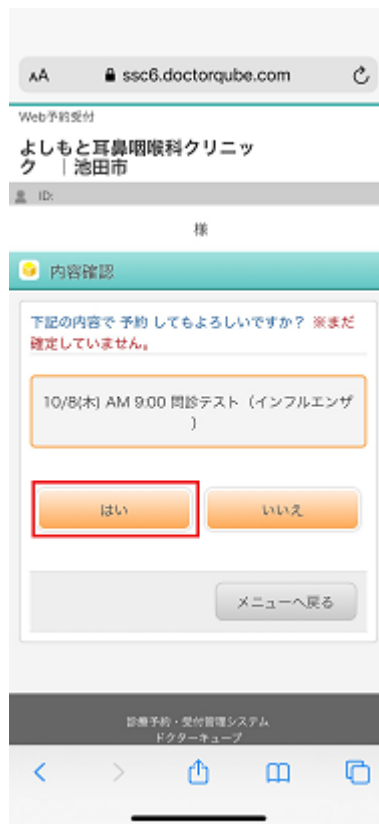 AA ssc6.doctorqube.com
Web予約受付
よしもと耳鼻咽喉科クリニッ
ク ｜池田市
ID:
様
内容確認
下記の内容で 予約 してもよろしいですか？ ※まだ
確定していません。
10/8(木) AM 9:00 問診テスト（インフルエンザ
）
はい
いいえ
メニューへ戻る
診療予約・受付管理システム
ドクターキューブ